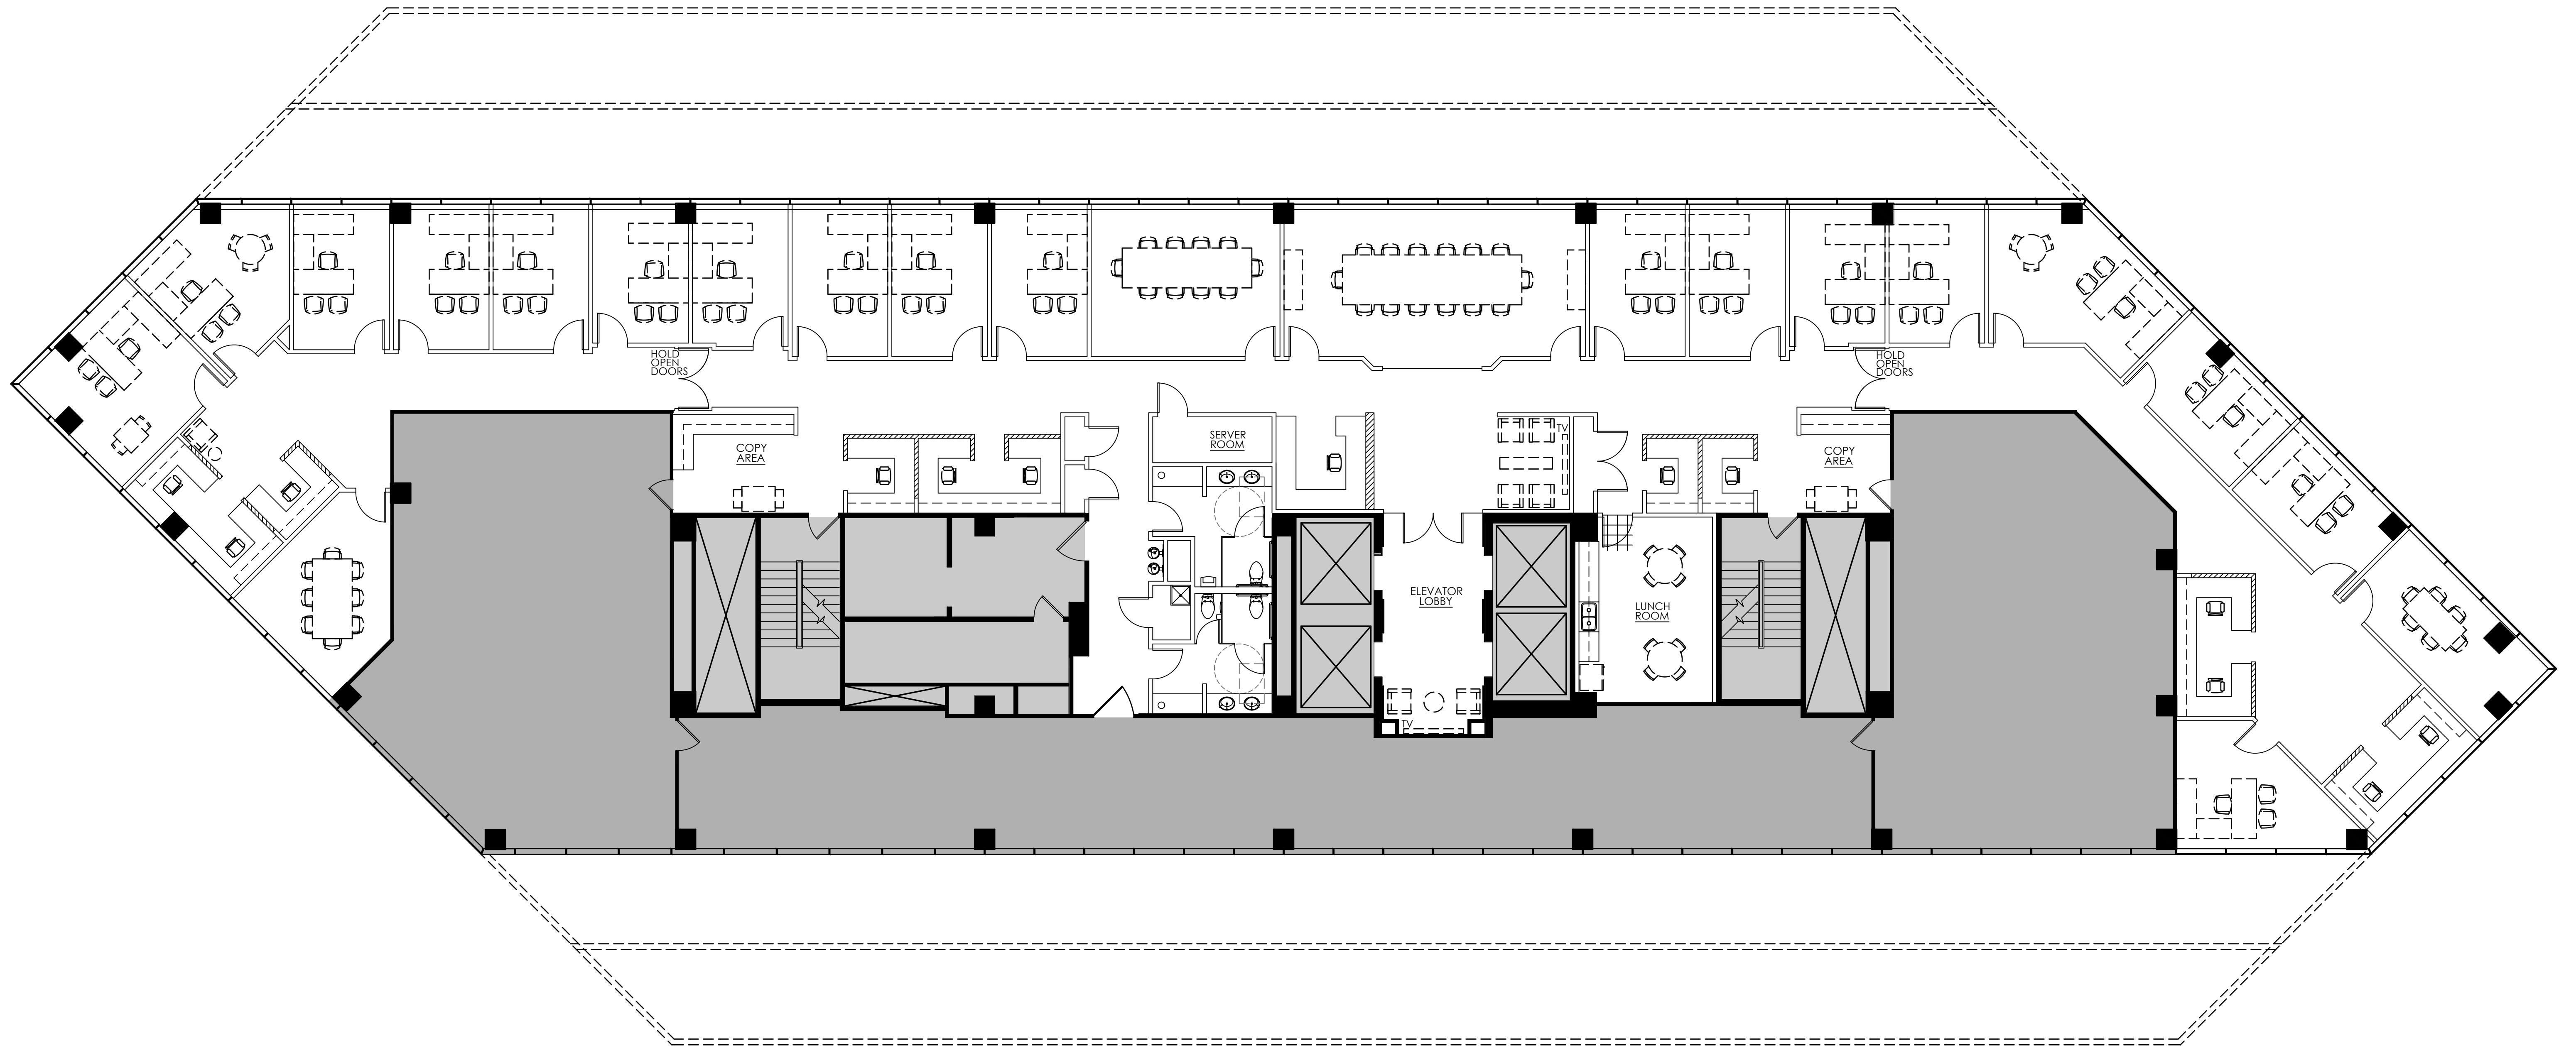 HOLD
OPEN
DOORS
HOLD
OPEN
DOORS
COPY
AREA
SERVER
ROOM
TV
COPY
AREA
ELEVATOR
LOBBY
LUNCH
ROOM
TV